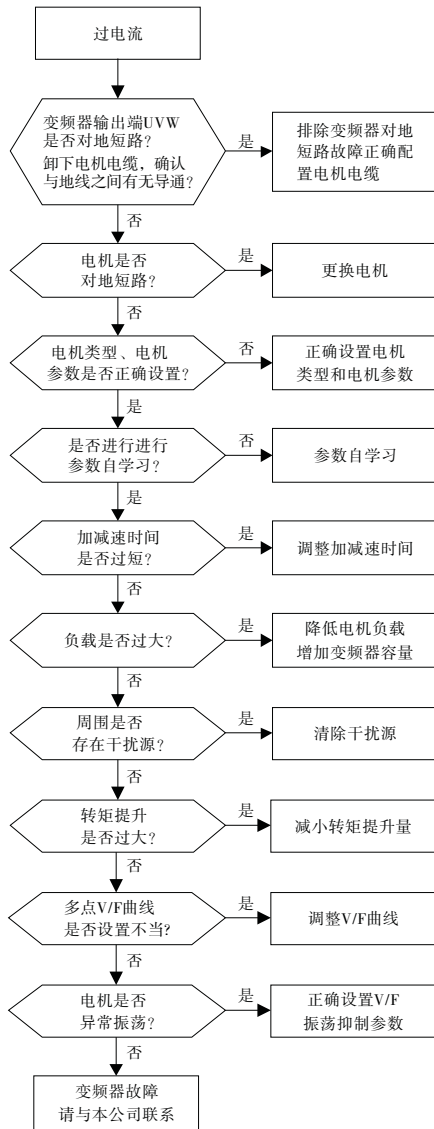 过电流
变频器输出端UVW
是否对地短路?
卸下电机电缆，确认
与地线之间有无导通?
是
排除变频器对地
短路故障正确配
置电机电缆
否
电机是否
对地短路?
是
更换电机
否
电机类型、电机
参数是否正确设置?
否
正确设置电机
类型和电机参数
是
是否进行进行
参数自学习?
否
参数自学习
是
加减速时间
是否过短?
是
调整加减速时间
否
负载是否过大?
是
降低电机负载
增加变频器容量
否
周围是否
存在干扰源?
是
清除干扰源
否
转矩提升
是否过大?
是
减小转矩提升量
否
多点V/F曲线
是否设置不当?
是
调整V/F曲线
否
电机是否
异常振荡?
是
正确设置V/F
振荡抑制参数
否
变频器故障
请与本公司联系